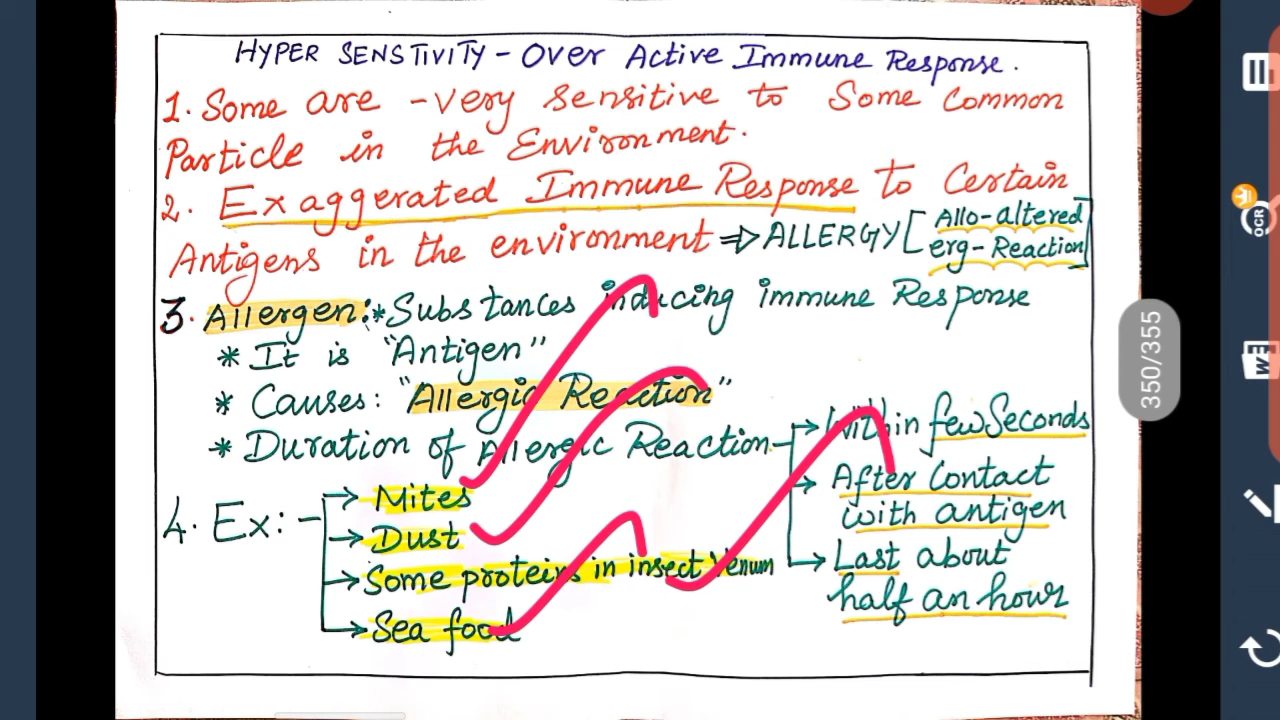 HYPER SENSTIVITY - Over Active Immune Response.
1. Some are - very sensitive to Some Common
Particle in the Environment.
2. Exaggerated Immune Response to Certain
Antigens in the environment ⇒ ALLERGY [Allo-altered
erg-Reaction]
3. Allergen: * Substances inducing immune Response
* It is "Antigen"
* Causes: "Allergic Reaction"
* Duration of Allergic Reaction
→ Within few Seconds
→ After Contact
with antigen
→ Last about
half an hour
4. Ex: -
→ Mites
→ Dust
→ Some proteins in insect Venum
→ Sea food
350/355
OCR
W